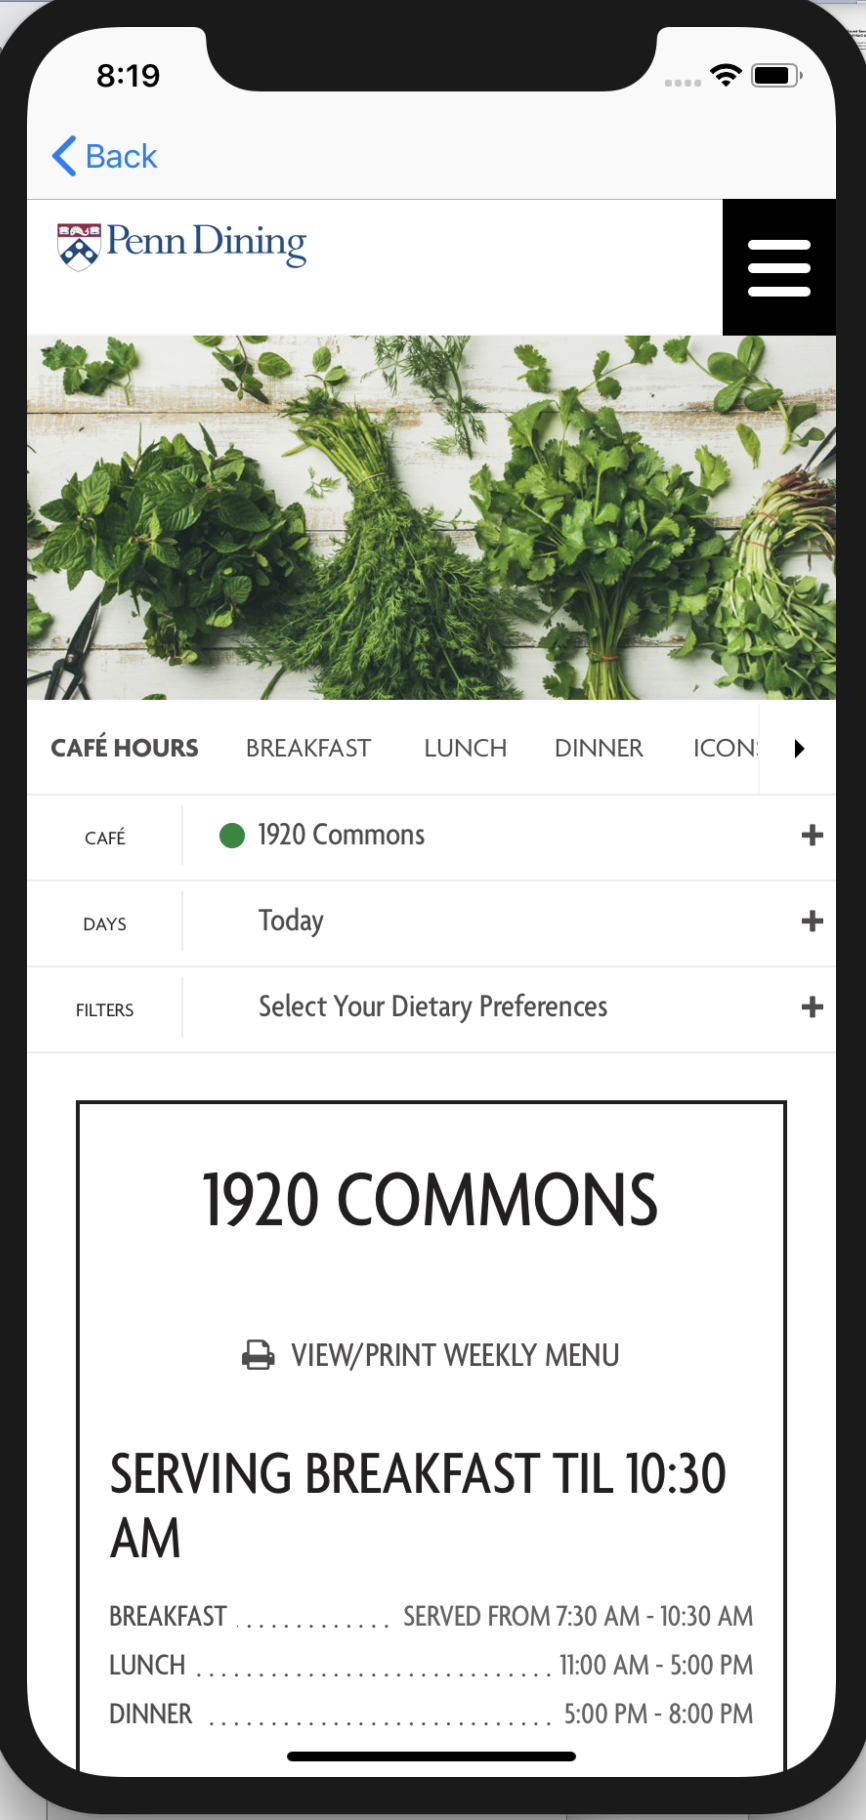 8:19
Back
Penn Dining
CAFÉ HOURS BREAKFAST LUNCH DINNER ICON
CAFÉ 1920 Commons +
DAYS Today +
FILTERS Select Your Dietary Preferences +
1920 COMMONS
VIEW/PRINT WEEKLY MENU
SERVING BREAKFAST TIL 10:30
AM
BREAKFAST ............ SERVED FROM 7:30 AM - 10:30 AM
LUNCH ............................ 11:00 AM - 5:00 PM
DINNER ........................... 5:00 PM - 8:00 PM